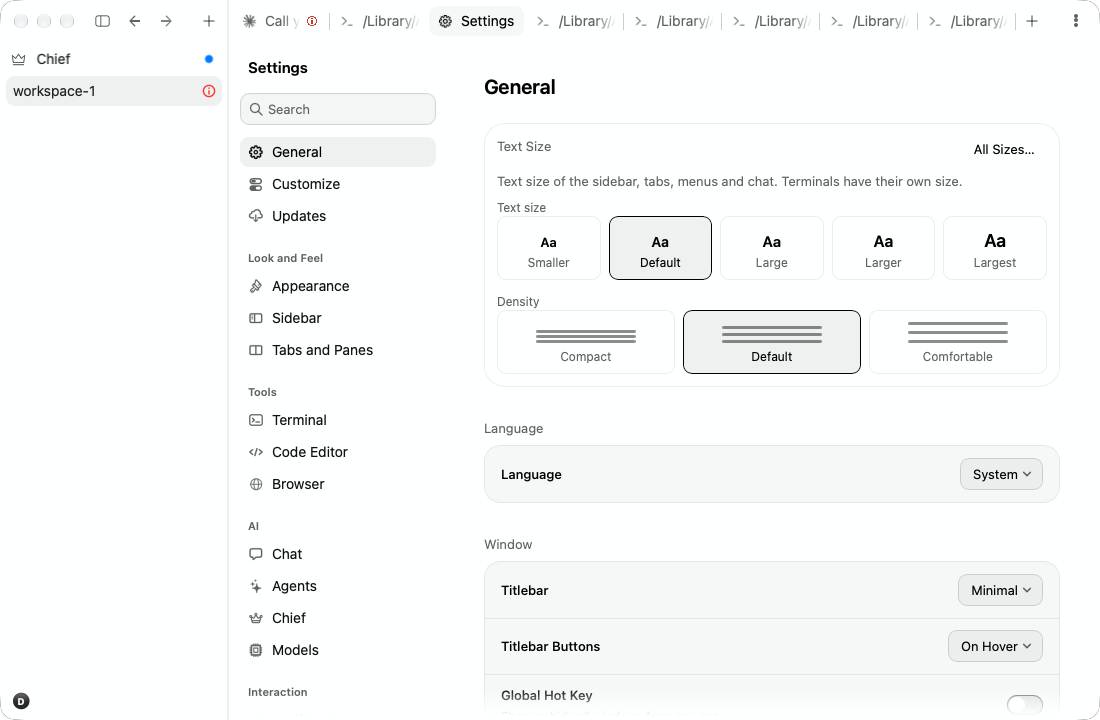 Call
/Library/
Settings
/Library/
/Library/
/Library/
/Library/
/Library/
Chief
workspace-1
D
Settings
Search
General
Customize
Updates
Look and Feel
Appearance
Sidebar
Tabs and Panes
Tools
Terminal
Code Editor
Browser
AI
Chat
Agents
Chief
Models
Interaction
General
Text Size
All Sizes...
Text size of the sidebar, tabs, menus and chat. Terminals have their own size.
Text size
Aa Aa Aa Aa Aa
Smaller Default Large Larger Largest
Density
Compact Default Comfortable
Language
Language System
Window
Titlebar Minimal
Titlebar Buttons On Hover
Global Hot Key